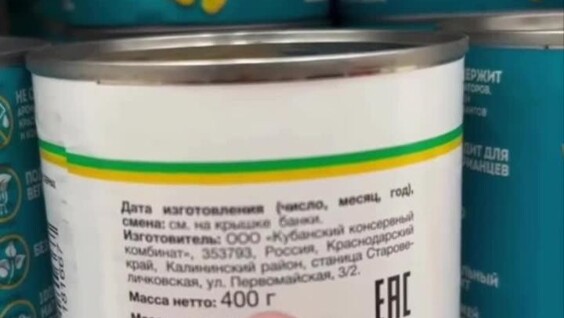 Дата изготовления (число, месяц, год),
смена: см. на крышке банки.
Изготовитель: ООО «Кубанский консервный
комбинат», 353793, Россия, Краснодарский
край, Калининский район, станица Старове-
личковская, ул. Первомайская, 3/2.
Масса нетто: 400 г
ЕАС